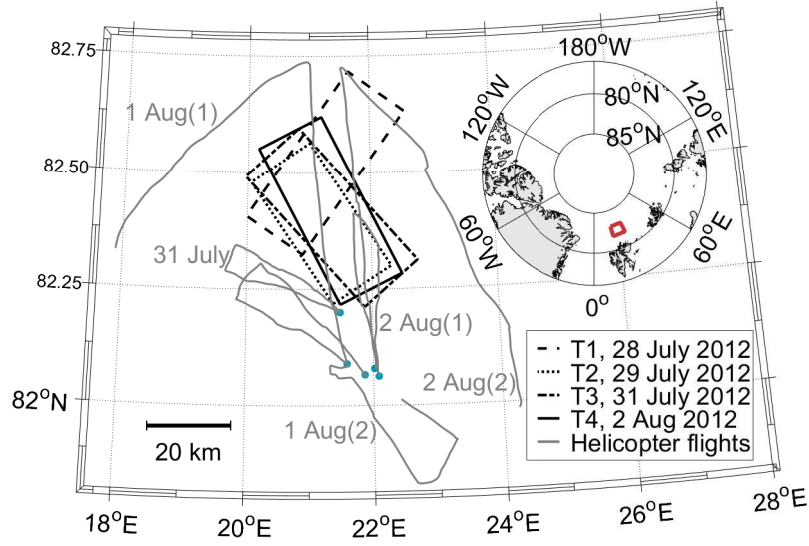 82.75
82.50
82.25
82°N
18°E
20°E
22°E
24°E
26°E
28°E
1 Aug(1)
31 July
2 Aug(1)
2 Aug(2)
1 Aug(2)
20 km
180°W
120°W
80°N
120°E
85°N
60°W
60°E
0°
T1, 28 July 2012
T2, 29 July 2012
T3, 31 July 2012
T4, 2 Aug 2012
Helicopter flights